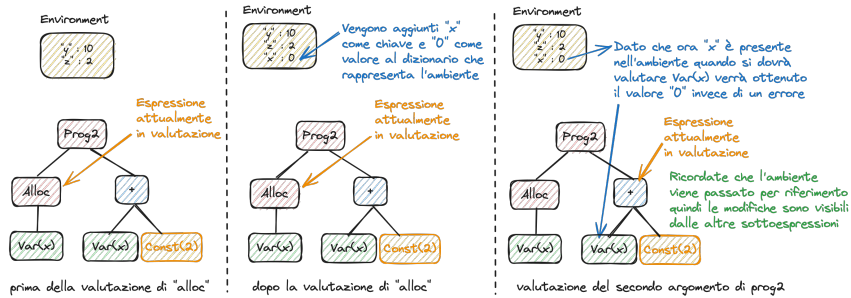 Environment
"y" : 10
"z" : 2
Espressione
attualmente
in valutazione
Prog2
Alloc
+
Var(x)
Var(x)
Const(2)
prima della valutazione di "alloc"
Environment
"y" : 10
"z" : 2
"x" : 0
Vengono aggiunti "x"
come chiave e "0" come
valore al dizionario che
rappresenta l'ambiente
Espressione
attualmente
in valutazione
Prog2
Alloc
+
Var(x)
Var(x)
Const(2)
dopo la valutazione di "alloc"
Environment
"y" : 10
"z" : 2
"x" : 0
Dato che ora "x" è presente
nell'ambiente quando si dovrà
valutare Var(x) verrà ottenuto
il valore "0" invece di un errore
Espressione
attualmente
in valutazione
Prog2
Alloc
+
Ricordate che l'ambiente
viene passato per riferimento
quindi le modifiche sono visibili
dalle altre sottoespressioni
Var(x)
Var(x)
Const(2)
valutazione del secondo argomento di prog2